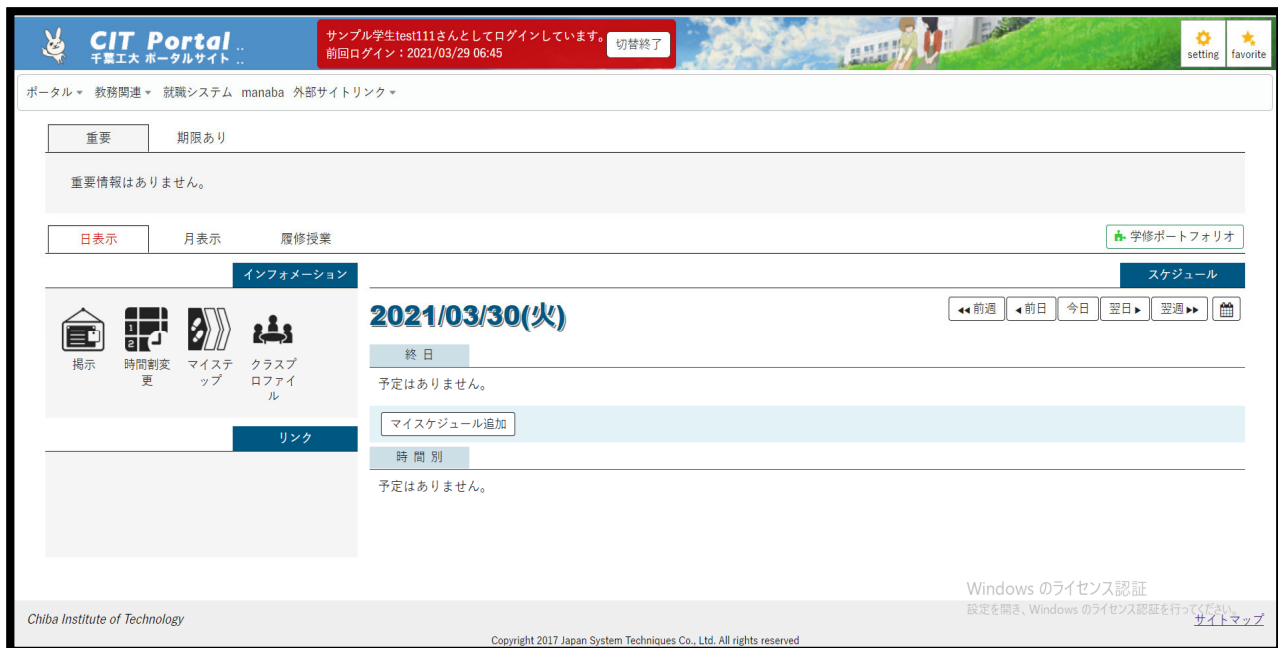 CIT Portal ..
千葉工大 ポータルサイト ..
サンプル学生test111さんとしてログインしています。
前回ログイン：2021/03/29 06:45
切替終了
setting
favorite
ポータル 教務関連 就職システム manaba 外部サイトリンク
重要 期限あり
重要情報はありません。
日表示 月表示 履修授業
学修ポートフォリオ
インフォメーション
掲示
時間割変
更
マイステ
ップ
クラスプ
ロファイ
ル
リンク
スケジュール
2021/03/30(火)
前週 前日 今日 翌日 翌週
終日
予定はありません。
マイスケジュール追加
時間別
予定はありません。
Windows のライセンス認証
設定を開き、Windows のライセンス認証を行ってください。
Chiba Institute of Technology
サイトマップ
Copyright 2017 Japan System Techniques Co., Ltd. All rights reserved